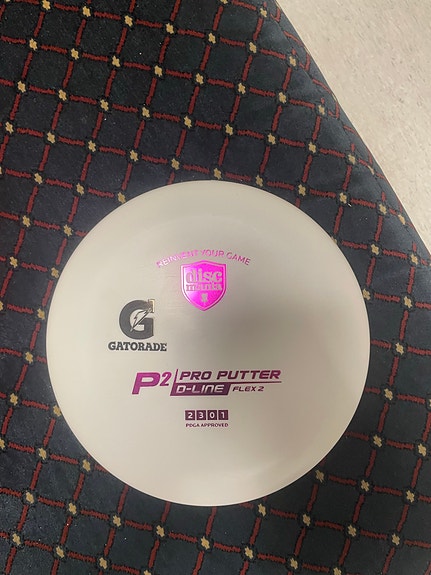 REINVENT YOUR GAME
disc
mania
G
GATORADE
P2 PRO PUTTER
D-LINE FLEX 2
2 3 0 1
PDGA APPROVED